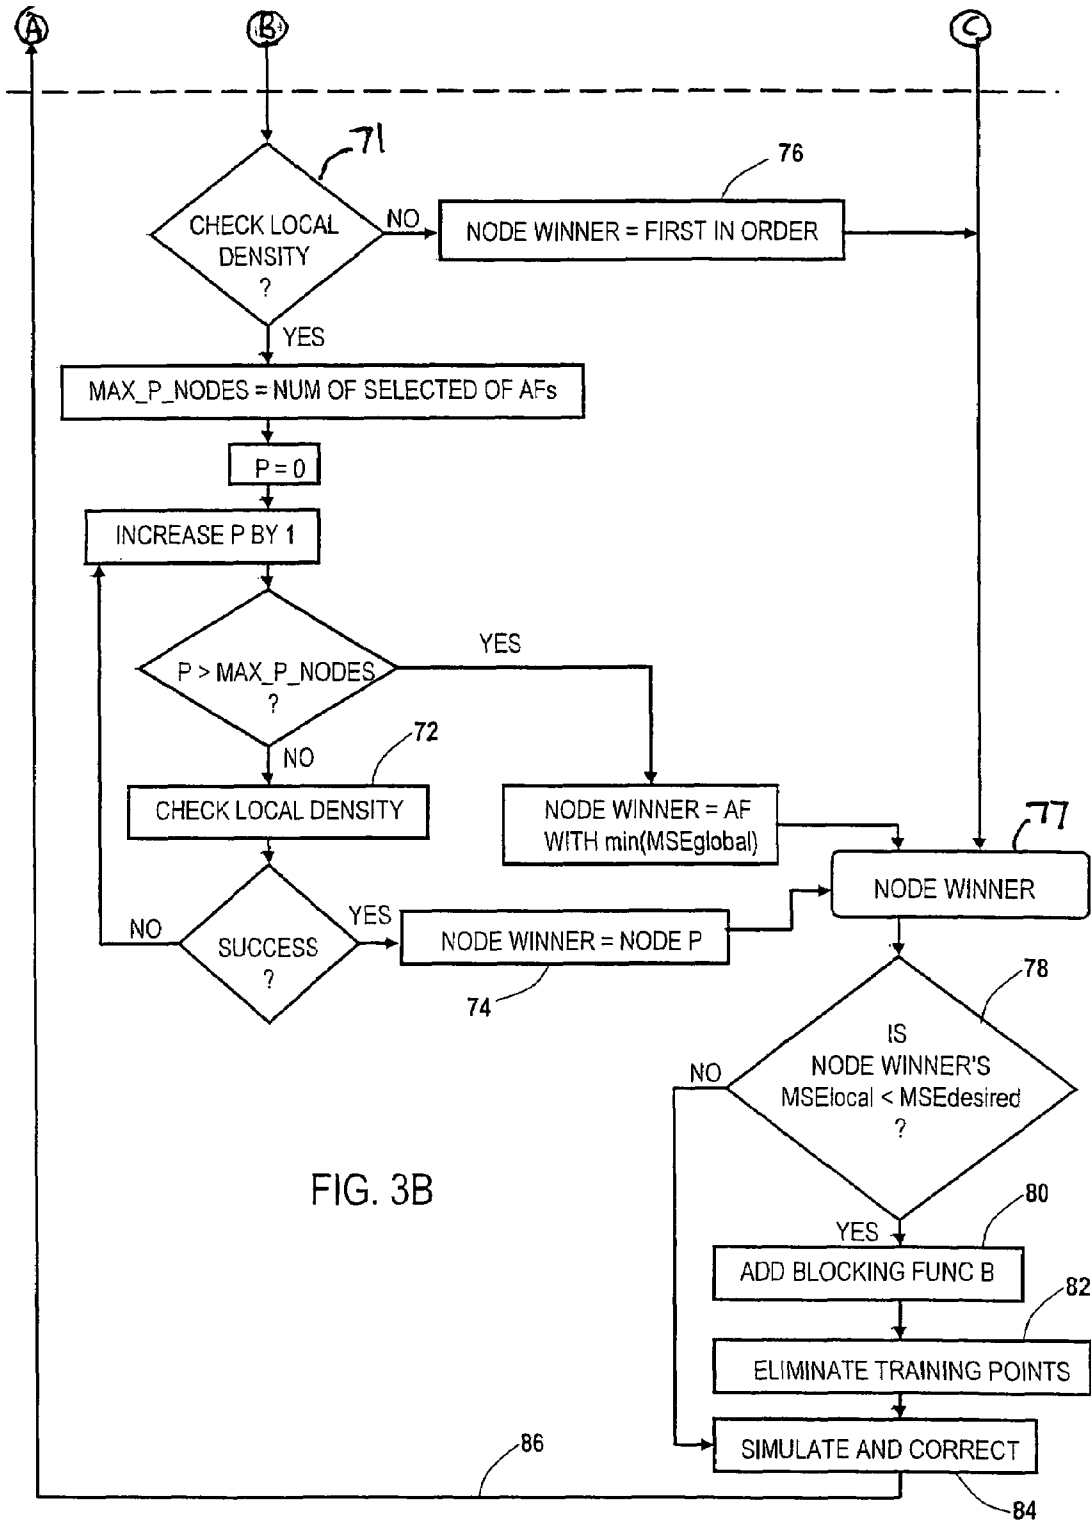 A
B
C
71
76
CHECK LOCAL
DENSITY
?
NO
NODE WINNER = FIRST IN ORDER
YES
MAX_P_NODES = NUM OF SELECTED OF AFs
P = 0
INCREASE P BY 1
P > MAX_P_NODES
?
YES
NO
72
CHECK LOCAL DENSITY
NODE WINNER = AF
WITH min(MSEglobal)
77
NODE WINNER
NO
SUCCESS
?
YES
NODE WINNER = NODE P
74
78
IS
NODE WINNER'S
MSElocal < MSEdesired
?
NO
FIG. 3B
YES
80
ADD BLOCKING FUNC B
82
ELIMINATE TRAINING POINTS
SIMULATE AND CORRECT
86
84